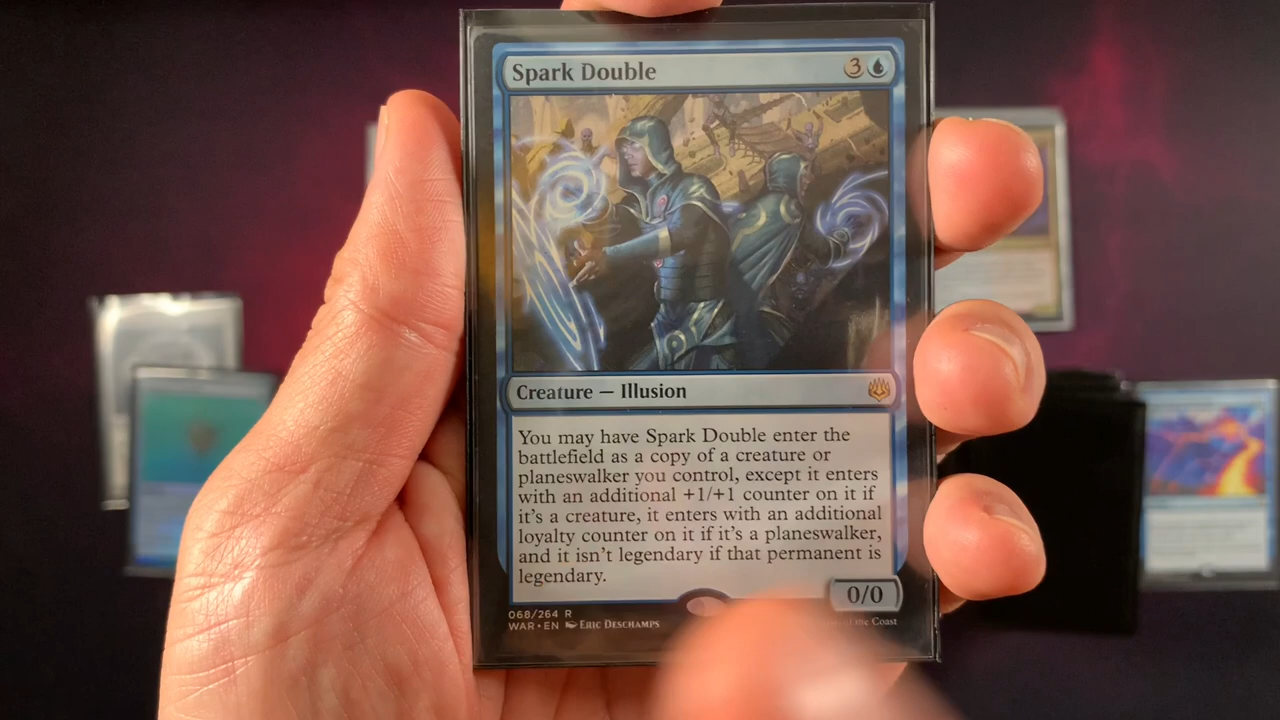 Spark Double
3
Creature — Illusion
You may have Spark Double enter the
battlefield as a copy of a creature or
planeswalker you control, except it enters
with an additional +1/+1 counter on it if
it's a creature, it enters with an additional
loyalty counter on it if it's a planeswalker,
and it isn't legendary if that permanent is
legendary.
0/0
068/264 R
WAR • EN Eric Deschamps
the Coast